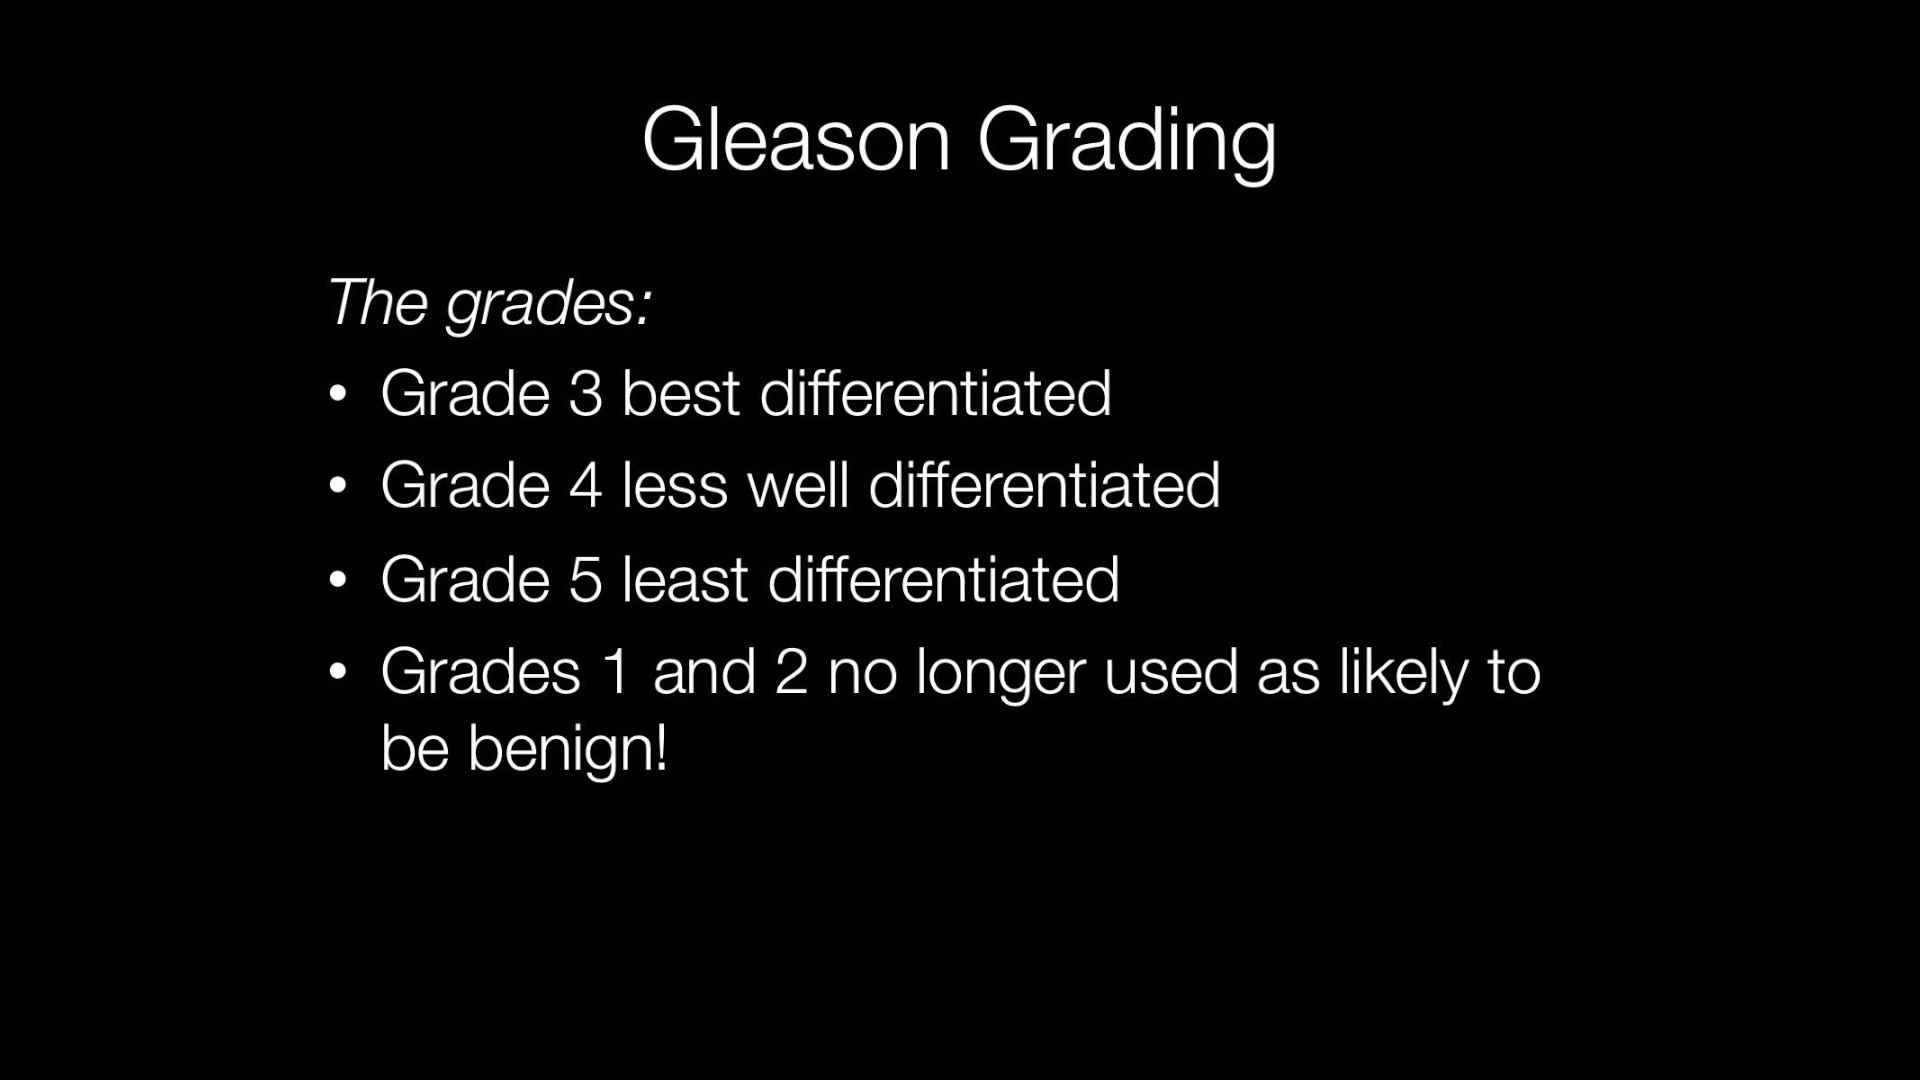 Gleason Grading
The grades:
• Grade 3 best differentiated
• Grade 4 less well differentiated
• Grade 5 least differentiated
• Grades 1 and 2 no longer used as likely to
be benign!